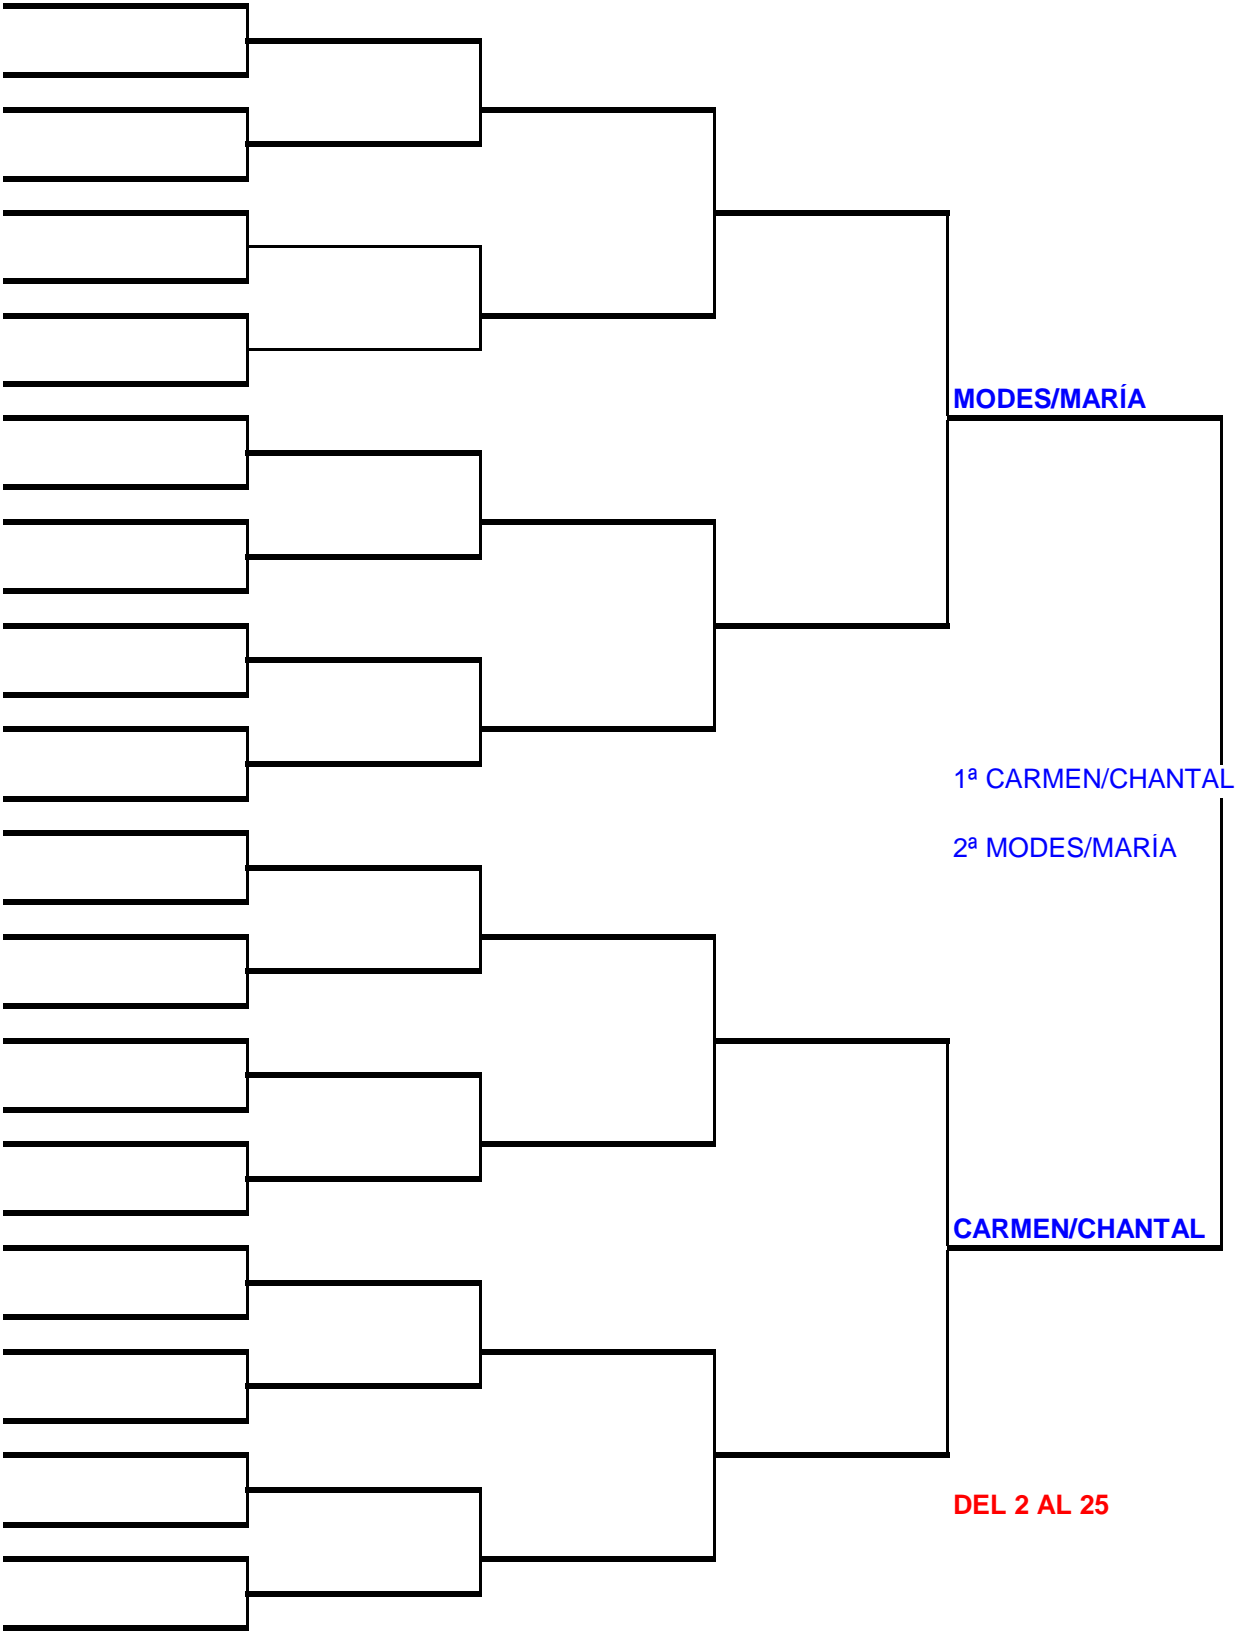 MODES/MARÍA
1ª CARMEN/CHANTAL
2ª MODES/MARÍA
CARMEN/CHANTAL
DEL 2 AL 25